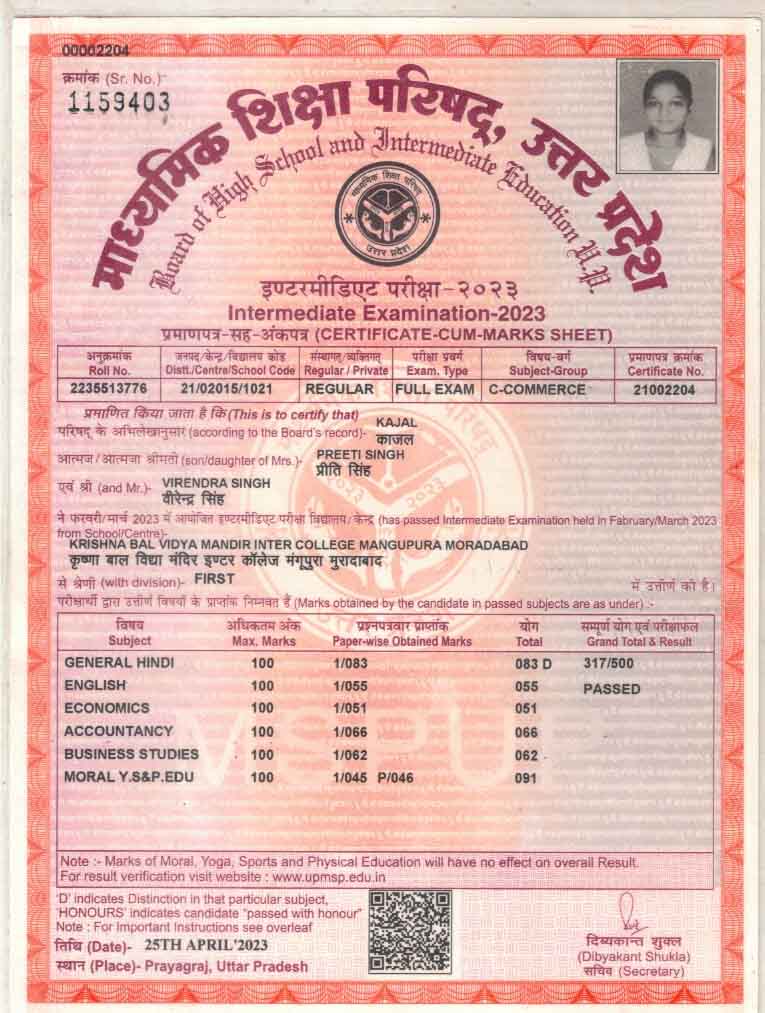 00002204
क्रमांक (Sr. No.)
1159403
माध्यमिक शिक्षा परिषद्, उत्तर प्रदेश
Board of High School and Intermediate Education U.P.
माध्यमिक शिक्षा परिषद्
उत्तर प्रदेश
इण्टरमीडिएट परीक्षा-२०२३
Intermediate Examination-2023
प्रमाणपत्र-सह-अंकपत्र (CERTIFICATE-CUM-MARKS SHEET)
अनुक्रमांक जनपद/केन्द्र/विद्यालय कोड संस्थागत/व्यक्तिगत परीक्षा प्रवर्ग विषय-वर्ग प्रमाणपत्र क्रमांक
Roll No. Distt./Centre/School Code Regular / Private Exam. Type Subject-Group Certificate No.
2235513776 21/02015/1021 REGULAR FULL EXAM C-COMMERCE 21002204
प्रमाणित किया जाता है कि (This is to certify that)
KAJAL
परिषद् के अभिलेखानुसार (according to the Board's record)- काजल
PREETI SINGH
आत्मज/आत्मजा श्रीमती (son/daughter of Mrs.)- प्रीति सिंह
एवं श्री (and Mr.)- VIRENDRA SINGH
वीरेन्द्र सिंह
ने फरवरी/मार्च 2023 में आयोजित इण्टरमीडिएट परीक्षा विद्यालय/केन्द्र (has passed Intermediate Examination held in Fabruary/March 2023
from School/Centre)-
KRISHNA BAL VIDYA MANDIR INTER COLLEGE MANGUPURA MORADABAD
कृष्णा बाल विद्या मंदिर इण्टर कॉलेज मंगूपुरा मुरादाबाद
से श्रेणी (with division)- FIRST में उत्तीर्ण की है।
परीक्षार्थी द्वारा उत्तीर्ण विषयों के प्राप्तांक निम्नवत हैं (Marks obtained by the candidate in passed subjects are as under) :-
विषय अधिकतम अंक प्रश्नपत्रवार प्राप्तांक योग सम्पूर्ण योग एवं परीक्षाफल
Subject Max. Marks Paper-wise Obtained Marks Total Grand Total & Result
GENERAL HINDI 100 1/083 083 D 317/500
ENGLISH 100 1/055 055 PASSED
ECONOMICS 100 1/051 051
ACCOUNTANCY 100 1/066 066
BUSINESS STUDIES 100 1/062 062
MORAL Y.S&P.EDU 100 1/045 P/046 091
MSPUP
Note :- Marks of Moral, Yoga, Sports and Physical Education will have no effect on overall Result.
For result verification visit website : www.upmsp.edu.in
'D' indicates Distinction in that particular subject,
'HONOURS' indicates candidate "passed with honour"
Note : For Important Instructions see overleaf
तिथि (Date)- 25TH APRIL'2023
स्थान (Place)- Prayagraj, Uttar Pradesh
दिब्यकान्त शुक्ल
(Dibyakant Shukla)
सचिव (Secretary)